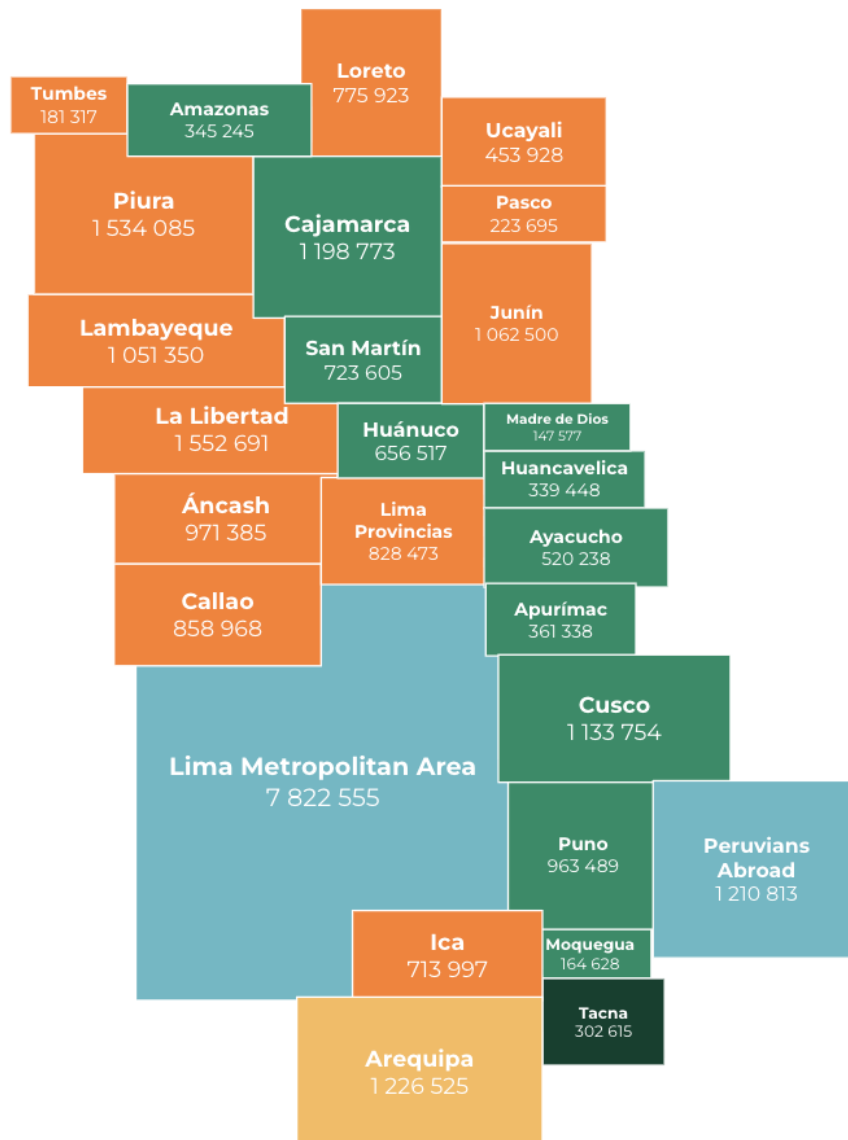 Loreto
775 923
Tumbes
181 317
Amazonas
345 245
Ucayali
453 928
Piura
1 534 085
Cajamarca
1 198 773
Pasco
223 695
Junín
1 062 500
Lambayeque
1 051 350
San Martín
723 605
La Libertad
1 552 691
Huánuco
656 517
Madre de Dios
147 577
Huancavelica
339 448
Áncash
971 385
Lima
Provincias
828 473
Ayacucho
520 238
Callao
858 968
Apurímac
361 338
Cusco
1 133 754
Lima Metropolitan Area
7 822 555
Puno
963 489
Peruvians
Abroad
1 210 813
Ica
713 997
Moquegua
164 628
Tacna
302 615
Arequipa
1 226 525